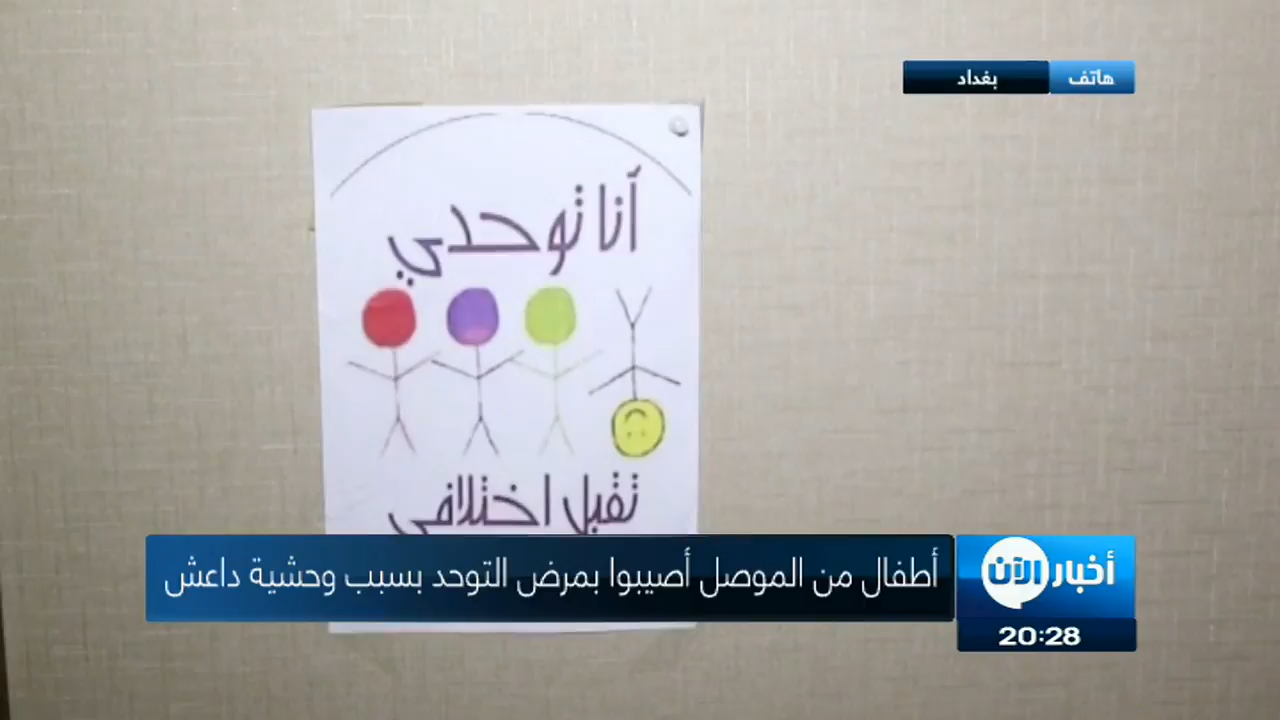 هاتف بغداد
أنا توحدي
تقبل اختلافي
أطفال من الموصل أصيبوا بمرض التوحد بسبب وحشية داعش
أخبار الآن
20:28